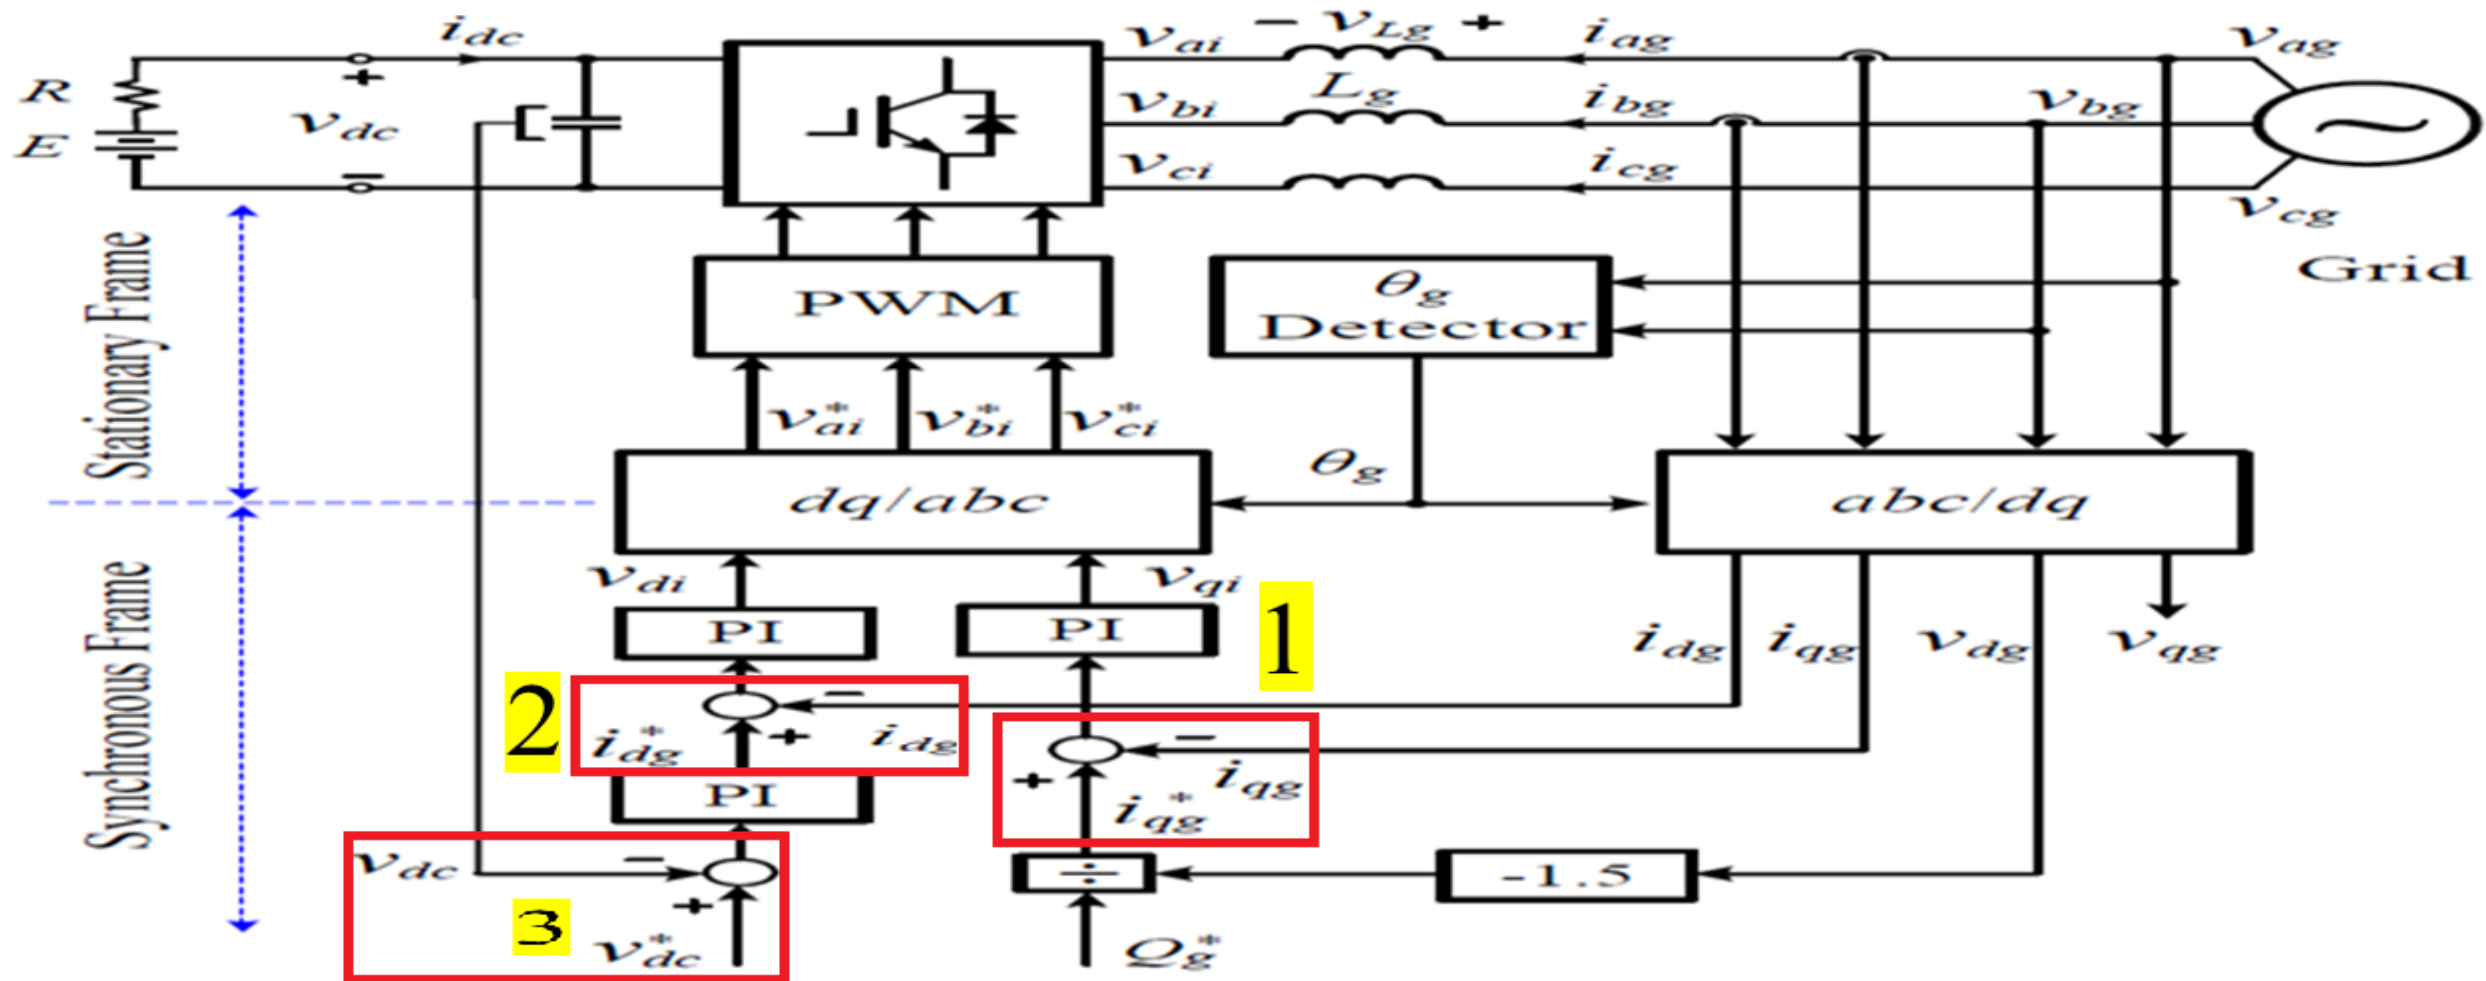 i_dc
v_ai − v_Lg + i_ag v_ag
R + v_dc −
E
L_g
v_bi i_bg v_bg
v_ci i_cg
v_cg
Grid
Stationary Frame
PWM
θ_g
Detector
v*_ai v*_bi v*_ci
θ_g
dq/abc
abc/dq
Synchronous Frame
v_di v_qi
PI PI
1
i_dg i_qg v_dg v_qg
2
− +
i*_dg i_dg
− +
i_qg
i*_qg
PI
v_dc − +
3
v*_dc
÷
-1.5
Q*_g